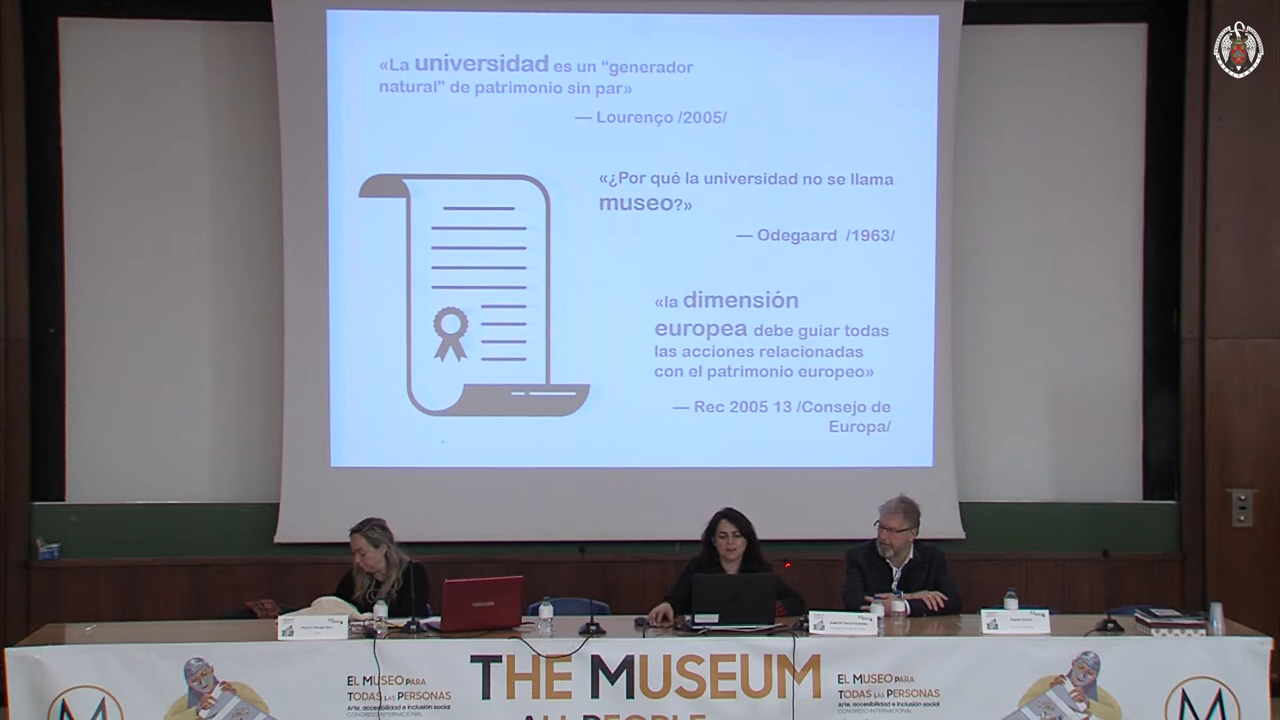 «La universidad es un “generador
natural” de patrimonio sin par»
— Lourenço /2005/
«¿Por qué la universidad no se llama
museo?»
— Odegaard /1963/
«la dimensión
europea debe guiar todas
las acciones relacionadas
con el patrimonio europeo»
— Rec 2005 13 /Consejo de
Europa/
TOSHIBA
EL MUSEO PARA
TODAS LAS PERSONAS
Arte, accesibilidad e inclusión social
CONGRESO INTERNACIONAL
THE MUSEUM
ALL PEOPLE
EL MUSEO PARA
TODAS LAS PERSONAS
Arte, accesibilidad e inclusión social
CONGRESO INTERNACIONAL
M
M